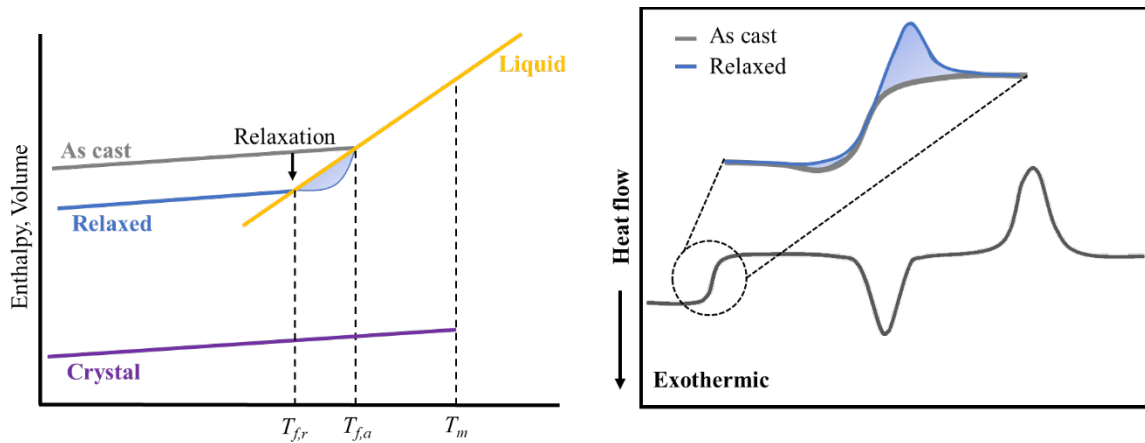 Enthalpy, Volume
As cast
Relaxation
Relaxed
Liquid
Crystal
T_{f,r}
T_{f,a}
T_m
Heat flow
As cast
Relaxed
Exothermic